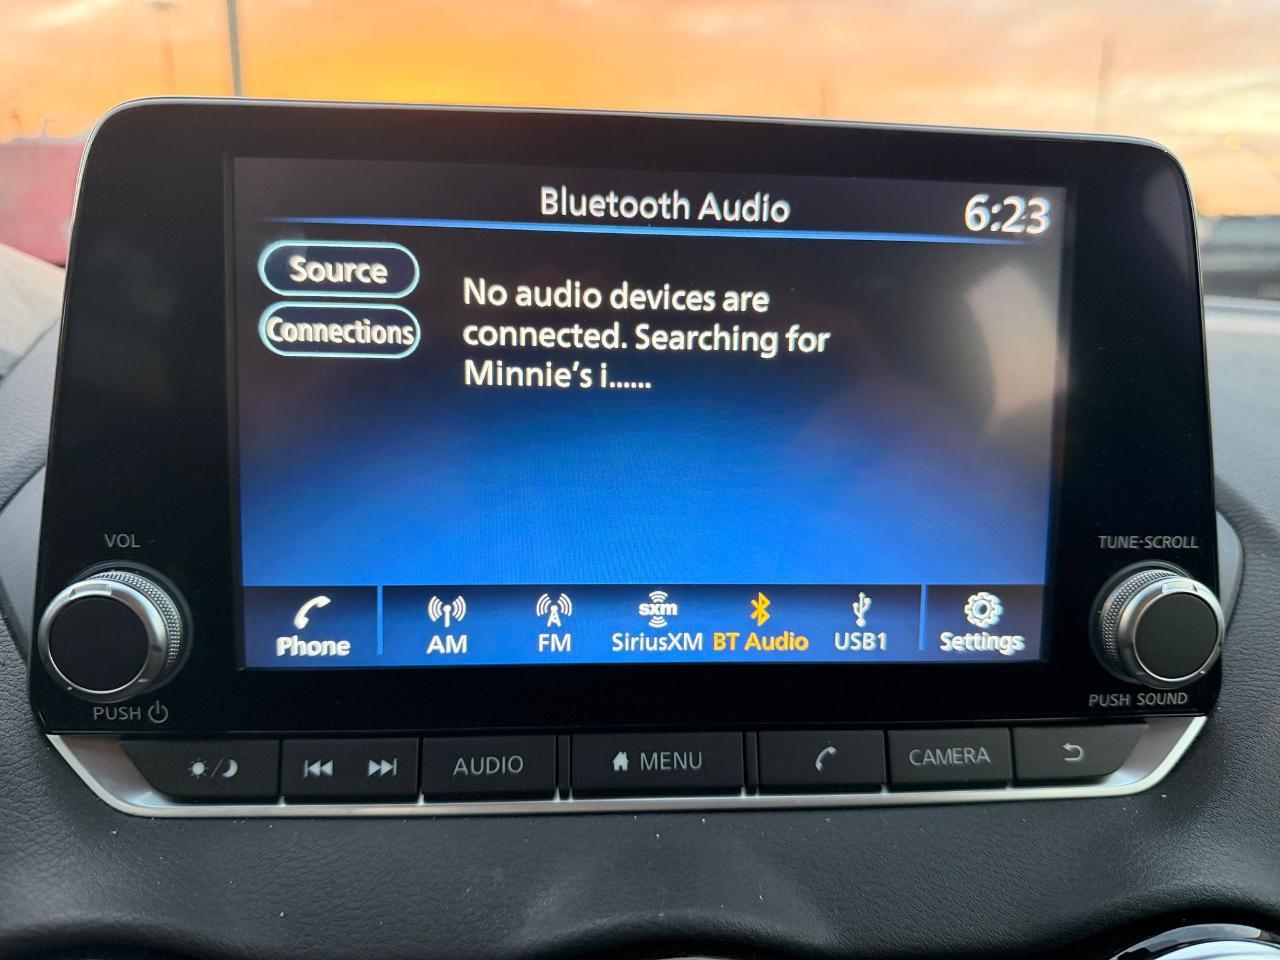 Bluetooth Audio
6:23
Source
Connections
No audio devices are
connected. Searching for
Minnie's i......
Phone
AM
FM
sxm
SiriusXM
BT Audio
USB1
Settings
VOL
PUSH
TUNE·SCROLL
PUSH SOUND
AUDIO
MENU
CAMERA